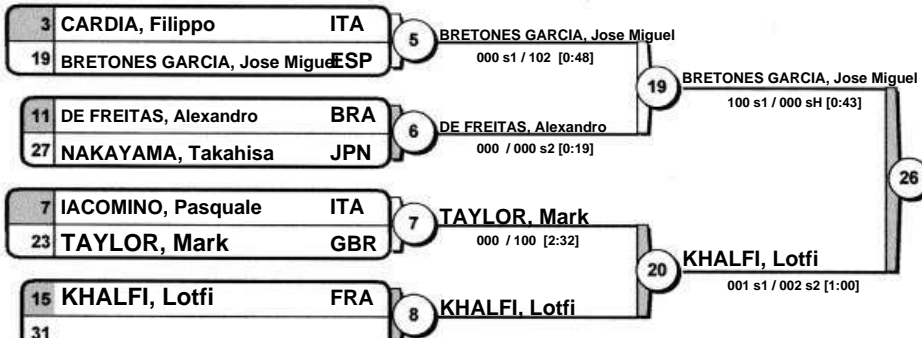 3 CARDIA, Filippo ITA
19 BRETONES GARCIA, Jose Miguel ESP
5
BRETONES GARCIA, Jose Miguel
000 s1 / 102 [0:48]
11 DE FREITAS, Alexandro BRA
27 NAKAYAMA, Takahisa JPN
6
DE FREITAS, Alexandro
000 / 000 s2 [0:19]
19
BRETONES GARCIA, Jose Miguel
100 s1 / 000 sH [0:43]
7 IACOMINO, Pasquale ITA
23 TAYLOR, Mark GBR
7
TAYLOR, Mark
000 / 100 [2:32]
15 KHALFI, Lotfi FRA
31
8
KHALFI, Lotfi
20
KHALFI, Lotfi
001 s1 / 002 s2 [1:00]
26